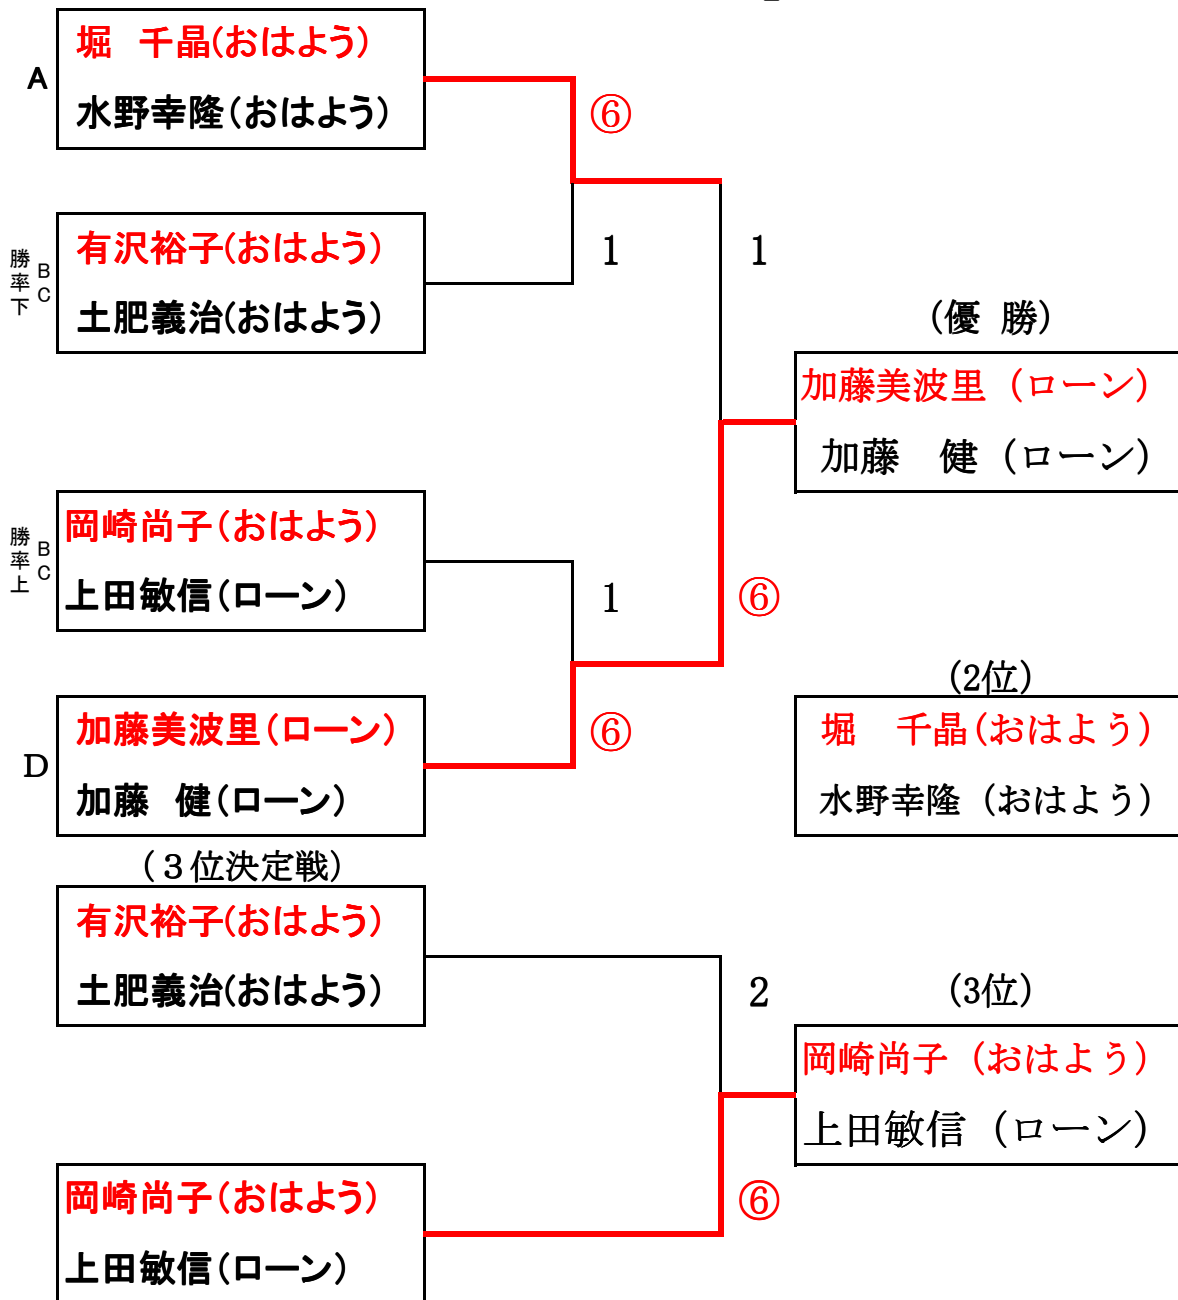 堀　千晶(おはよう)
A
水野幸隆(おはよう)
⑥
有沢裕子(おはよう)
勝率下 BC
土肥義治(おはよう)
1
1
(優 勝)
加藤美波里 (ローン)
加藤　健 (ローン)
岡崎尚子(おはよう)
勝率上 BC
上田敏信(ローン)
1
⑥
(2位)
堀　千晶(おはよう)
水野幸隆 (おはよう)
加藤美波里(ローン)
D
加藤　健(ローン)
⑥
(３位決定戦)
有沢裕子(おはよう)
土肥義治(おはよう)
2
(3位)
岡崎尚子 (おはよう)
上田敏信 (ローン)
岡崎尚子(おはよう)
上田敏信(ローン)
⑥